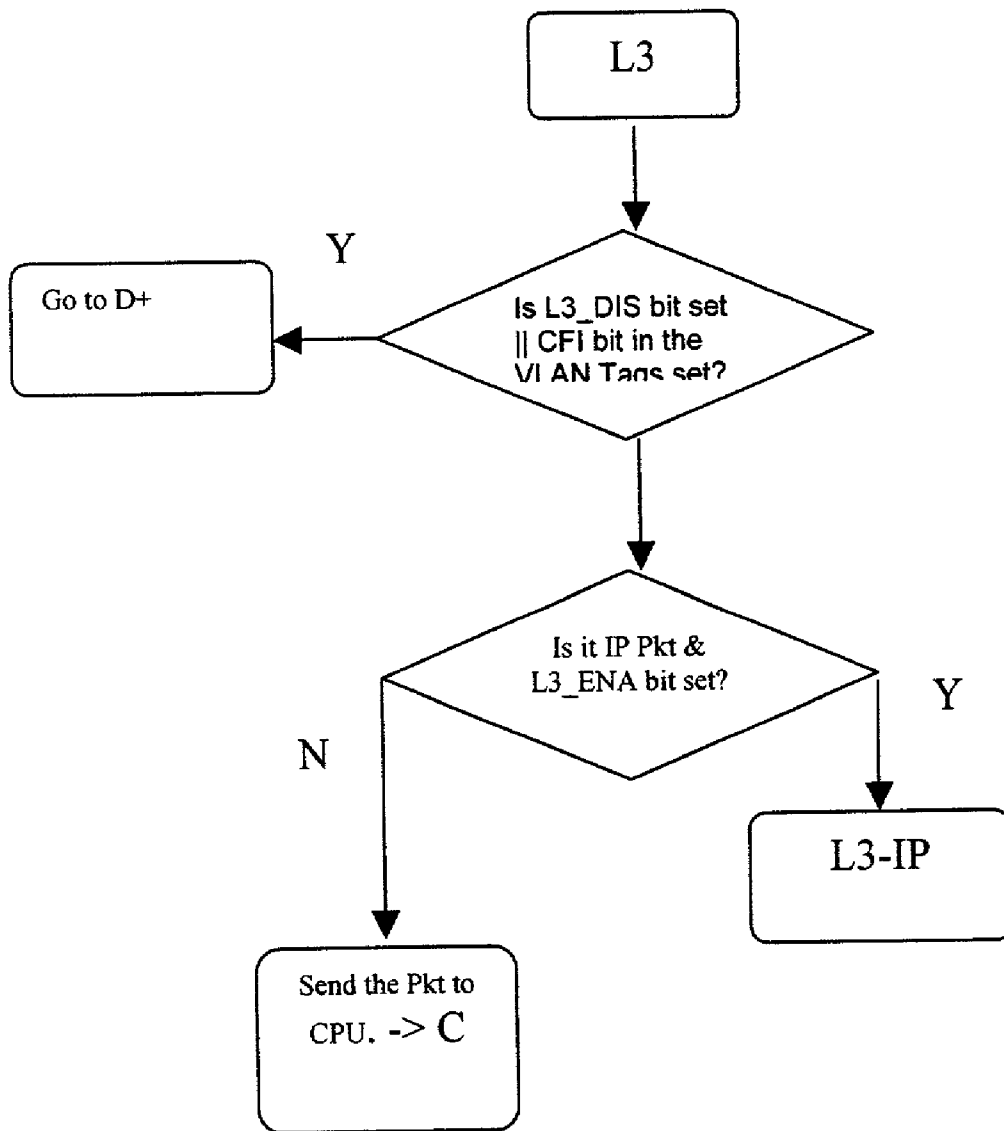 L3
Y
Go to D+
Is L3_DIS bit set
|| CFI bit in the
VLAN Tags set?
Is it IP Pkt &
L3_ENA bit set?
Y
N
L3-IP
Send the Pkt to
CPU. -> C